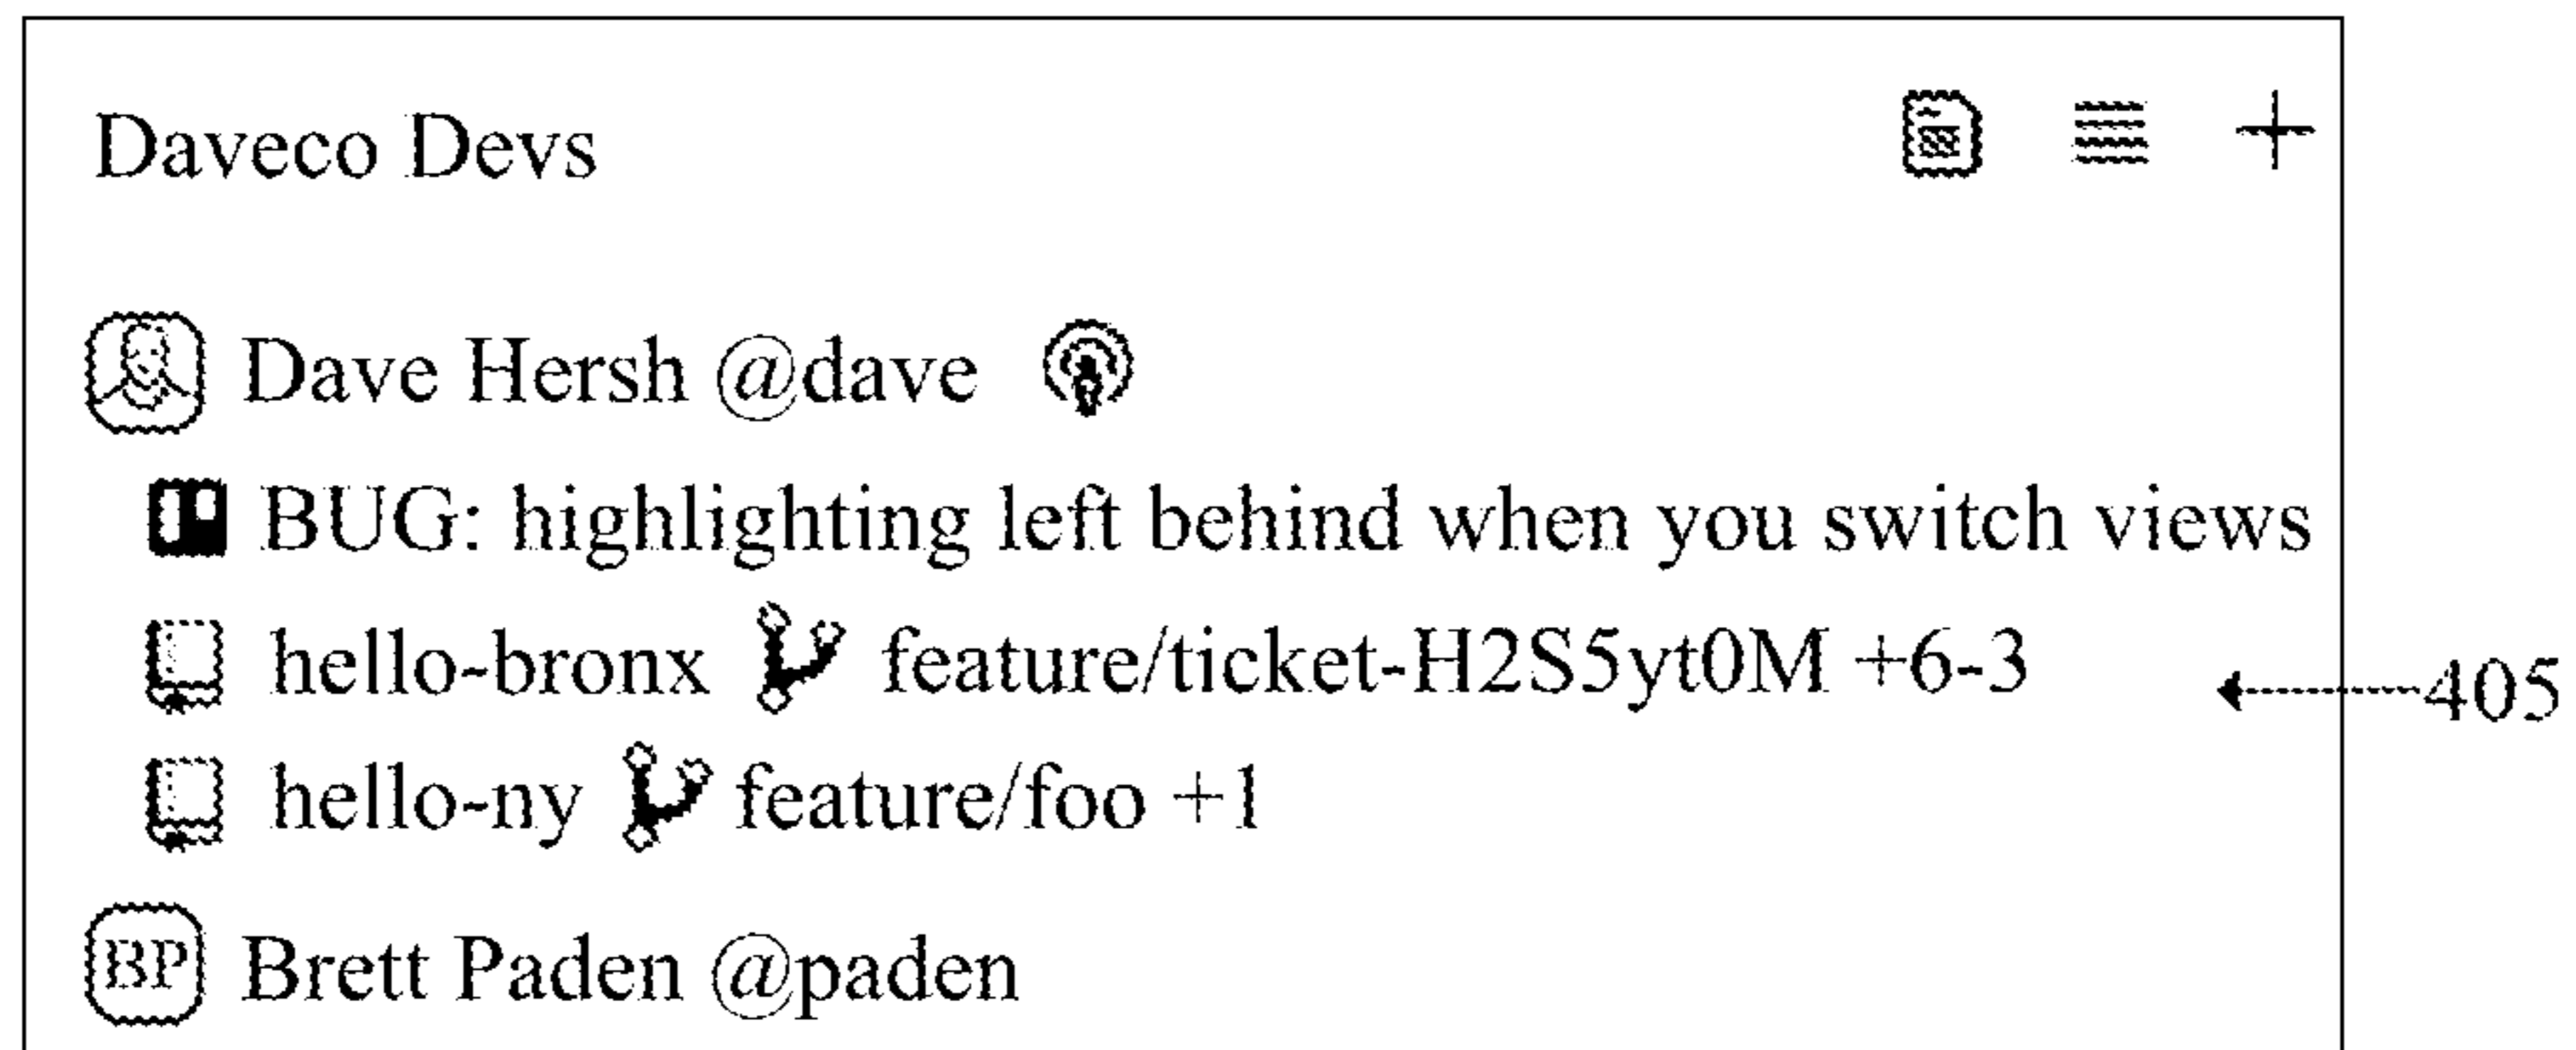 Daveco Devs
Dave Hersh @dave
BUG: highlighting left behind when you switch views
hello-bronx feature/ticket-H2S5yt0M +6-3
405
hello-ny feature/foo +1
BP Brett Paden @paden